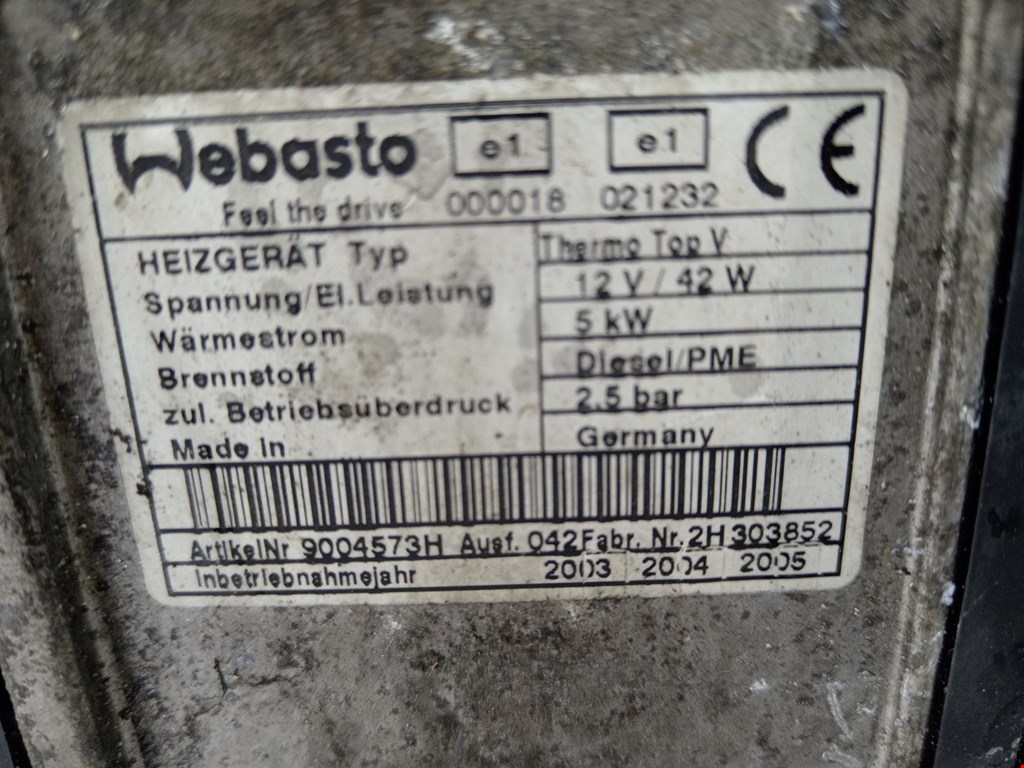 Webasto e1 e1 CE
Feel the drive 000018 021232
HEIZGERÄT Typ Thermo Top V
Spannung/El.Leistung 12 V / 42 W
Wärmestrom 5 kW
Brennstoff Diesel/PME
zul. Betriebsüberdruck 2.5 bar
Made in Germany
ArtikelNr 9004573H Ausf. 042 Fabr. Nr. 2H 303852
Inbetriebnahmejahr 2003 2004 2005